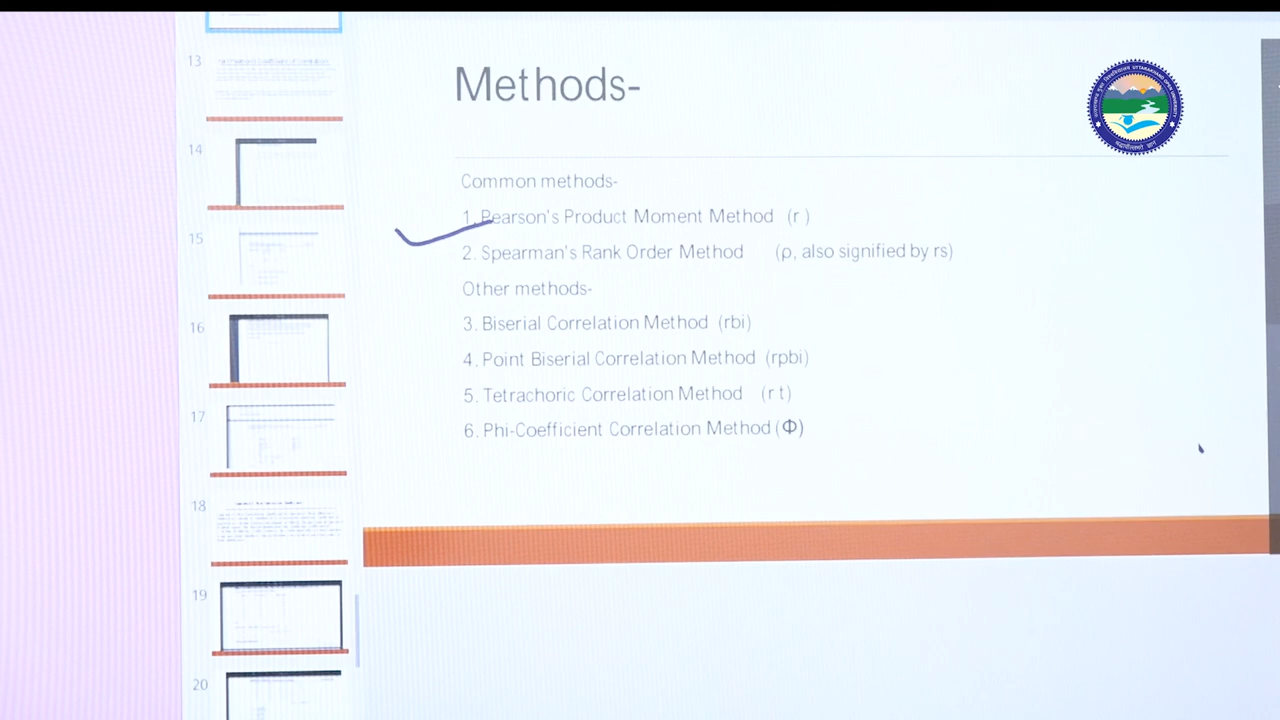 Methods-
Common methods-
1. Pearson's Product Moment Method (r )
2. Spearman's Rank Order Method (ρ, also signified by rs)
Other methods-
3. Biserial Correlation Method (rbi)
4. Point Biserial Correlation Method (rpbi)
5. Tetrachoric Correlation Method (r t)
6. Phi-Coefficient Correlation Method (Φ)
13
14
15
16
17
18
19
20